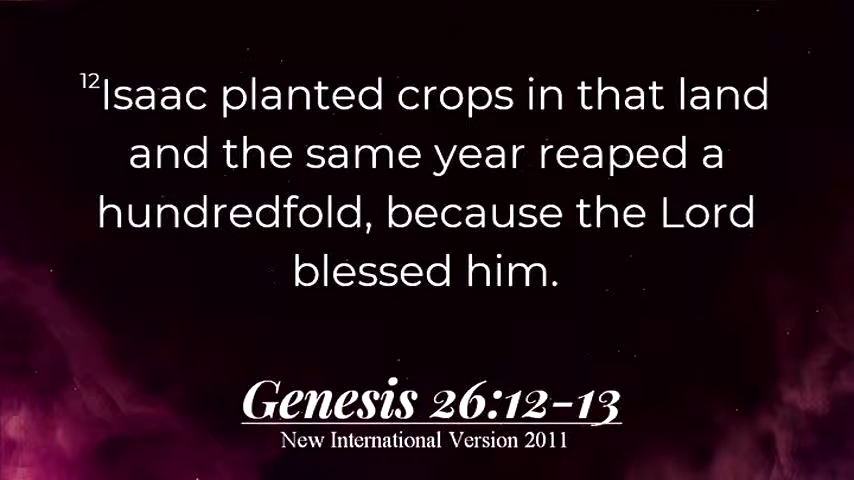 12Isaac planted crops in that land
and the same year reaped a
hundredfold, because the Lord
blessed him.
Genesis 26:12-13
New International Version 2011